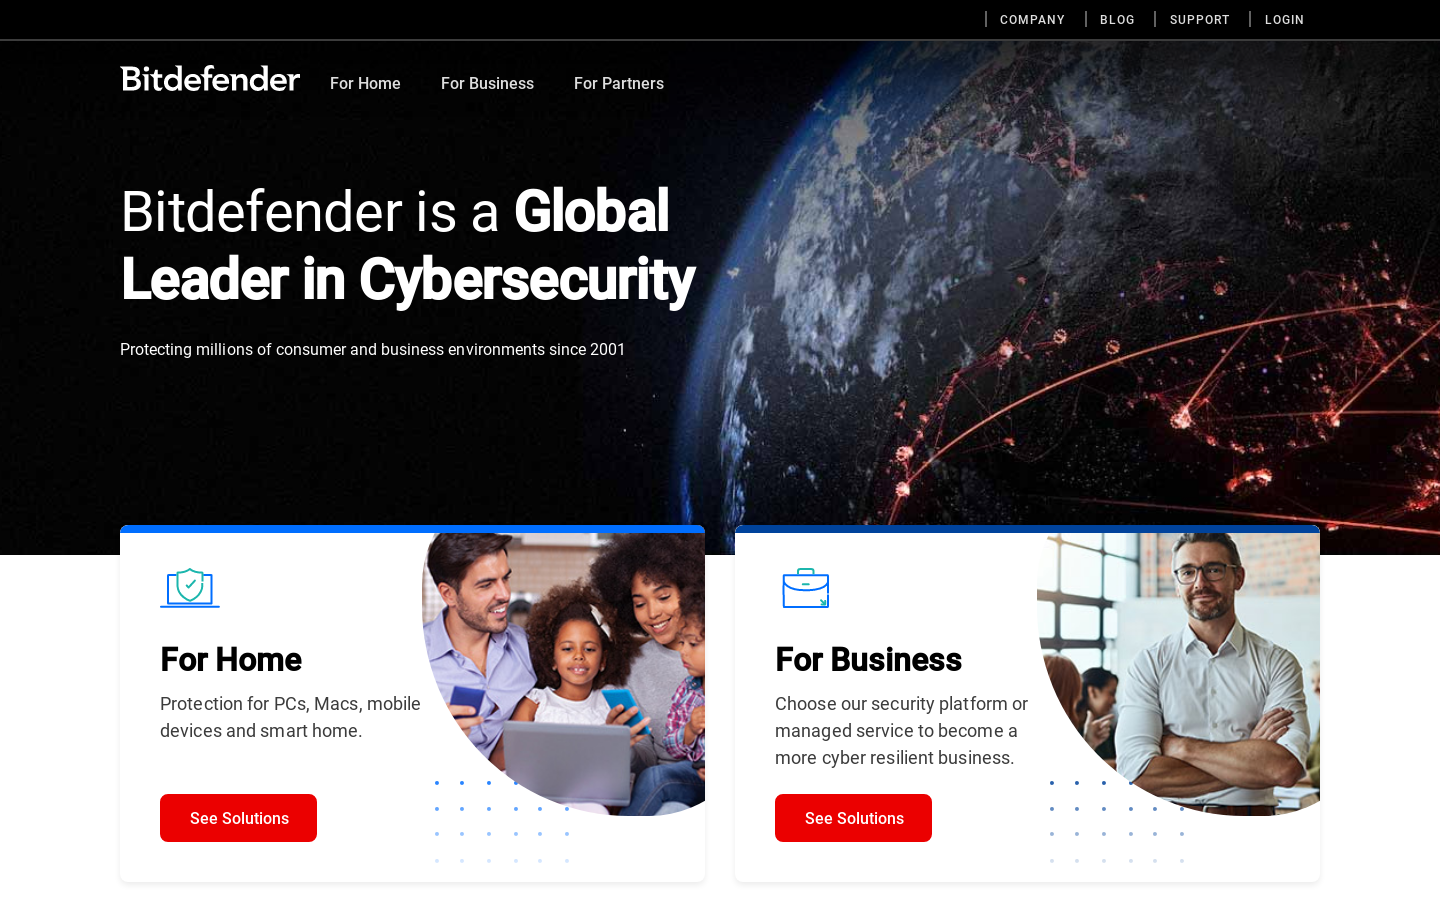 COMPANY
BLOG
SUPPORT
LOGIN
Bitdefender
For Home
For Business
For Partners
Bitdefender is a Global
Leader in Cybersecurity
Protecting millions of consumer and business environments since 2001
For Home
Protection for PCs, Macs, mobile
devices and smart home.
See Solutions
For Business
Choose our security platform or
managed service to become a
more cyber resilient business.
See Solutions